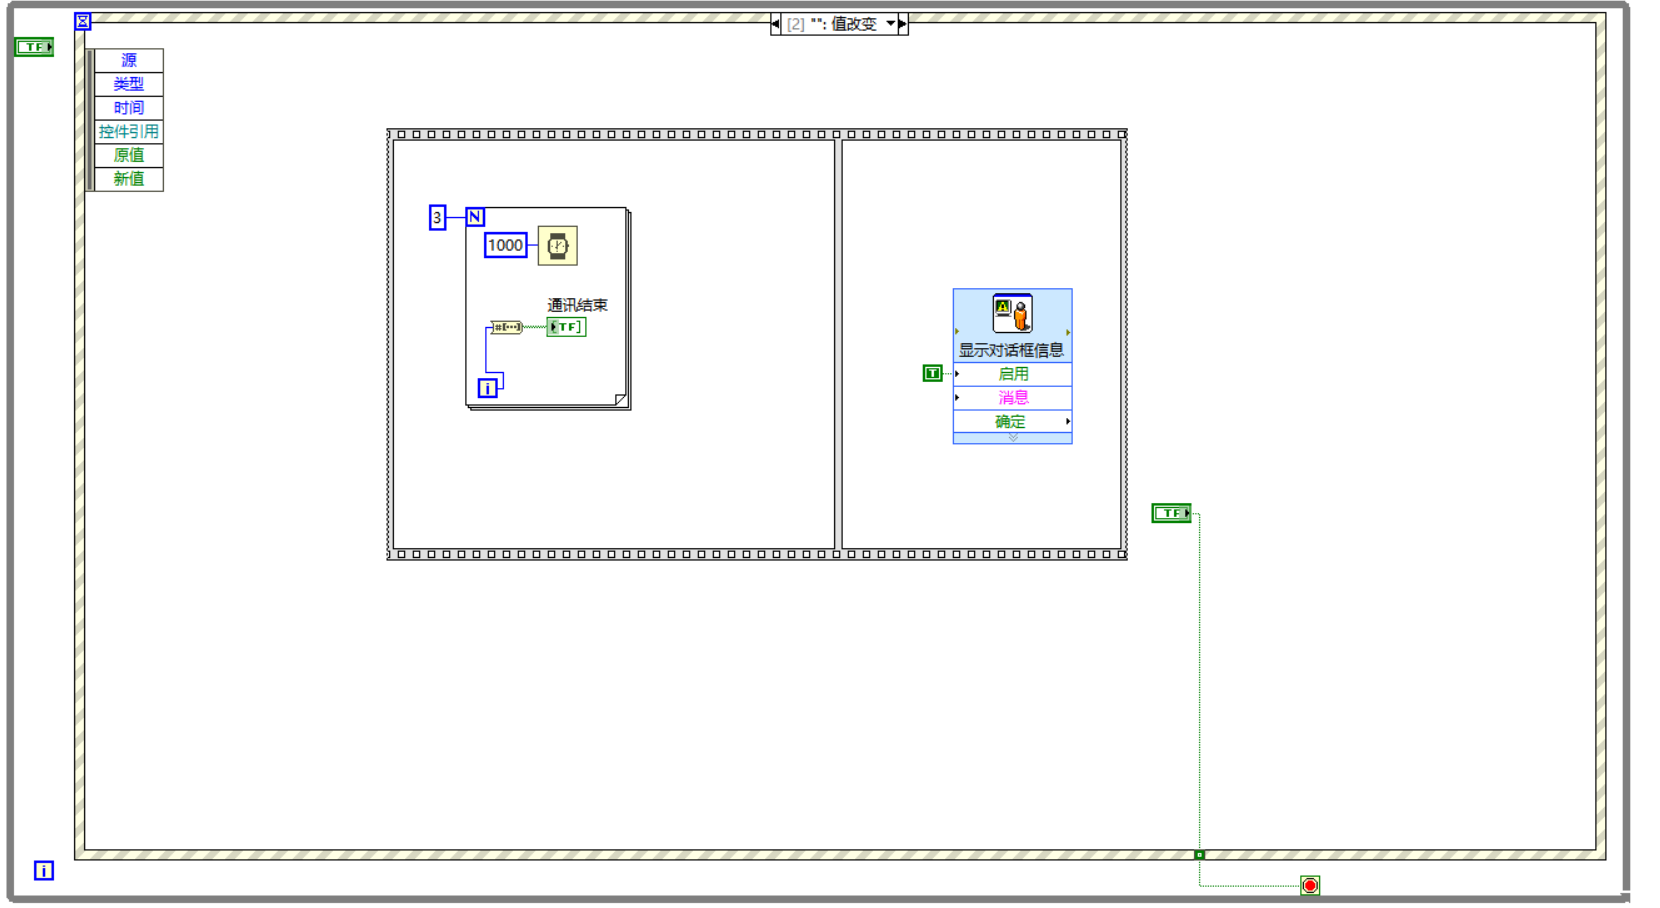 [2] "": 值改变
TF
源
类型
时间
控件引用
原值
新值
3
N
1000
通讯结束
#[···]
TF]
i
A
显示对话框信息
T
启用
消息
确定
TF
i